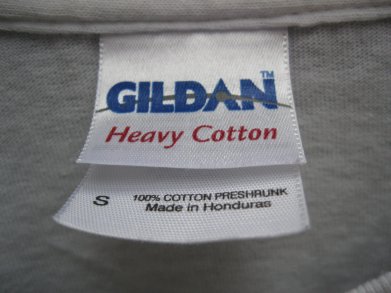 GILDAN™
Heavy Cotton
S 100% COTTON PRESHRUNK
Made in Honduras